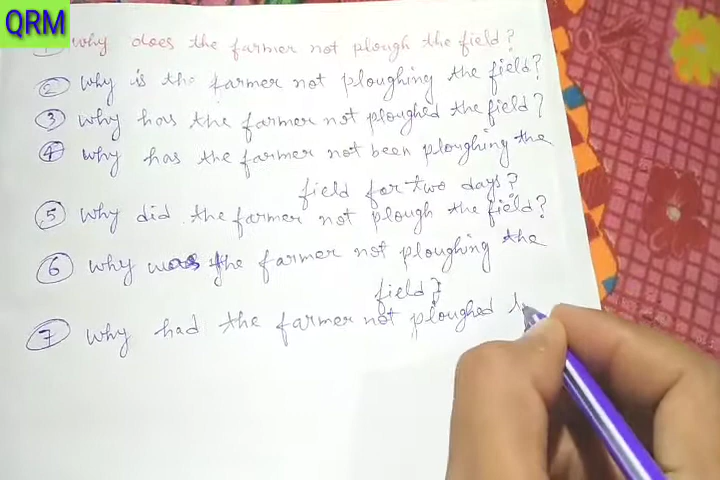 QRM
1 why does the farmer not plough the field?
2 why is the farmer not ploughing the field?
3 why has the farmer not ploughed the field?
4 why has the farmer not been ploughing the
field for two days?
5 why did the farmer not plough the field?
6 why was the farmer not ploughing the
field?
7 why had the farmer not ploughed